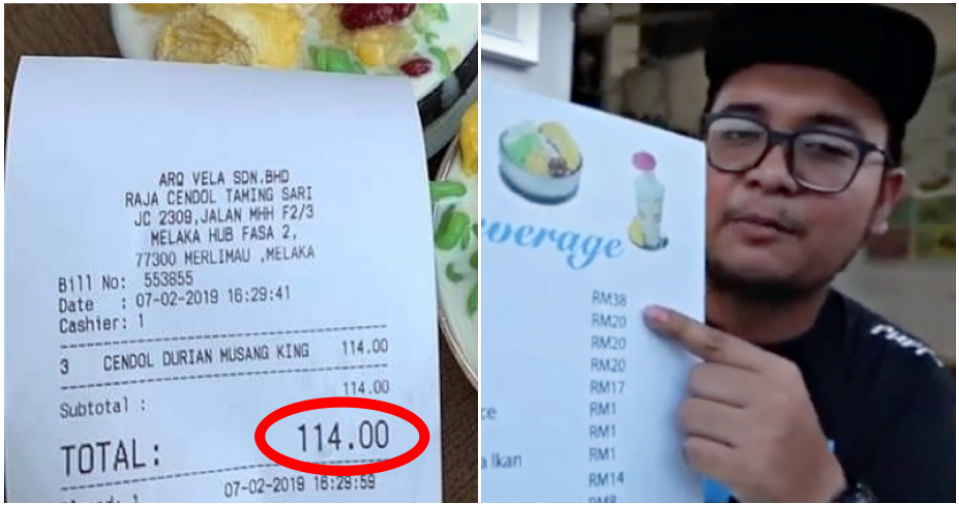 ARQ VELA SDN.BHD
RAJA CENDOL TAMING SARI
JC 2309,JALAN MHH F2/3
MELAKA HUB FASA 2,
77300 MERLIMAU ,MELAKA
Bill No: 553855
Date : 07-02-2019 16:29:41
Cashier: 1
3 CENDOL DURIAN MUSANG KING 114.00
Subtotal : 114.00
TOTAL: 114.00
07-02-2019 16:29:59
verage
RM38
RM20
RM20
RM20
RM17
RM1
RM1
Ikan RM1
RM14
RM8